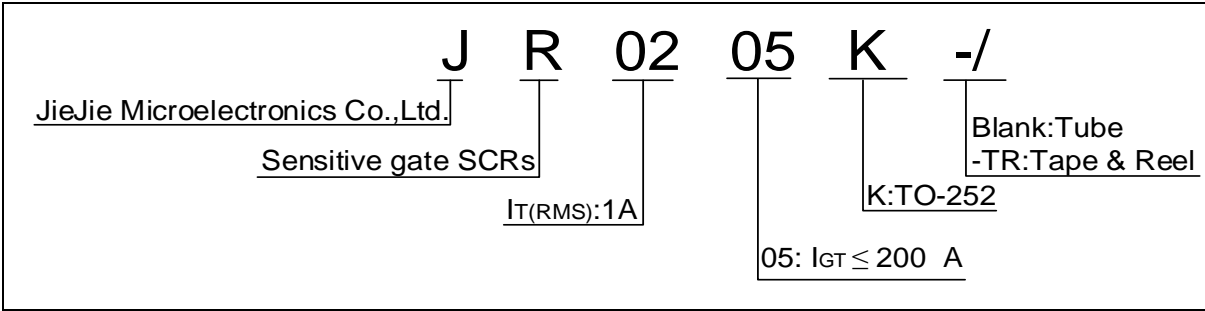 J R 02 05 K -/
JieJie Microelectronics Co.,Ltd.
Sensitive gate SCRs
IT(RMS):1A
05: IGT ≤ 200 A
K:TO-252
Blank:Tube
-TR:Tape & Reel